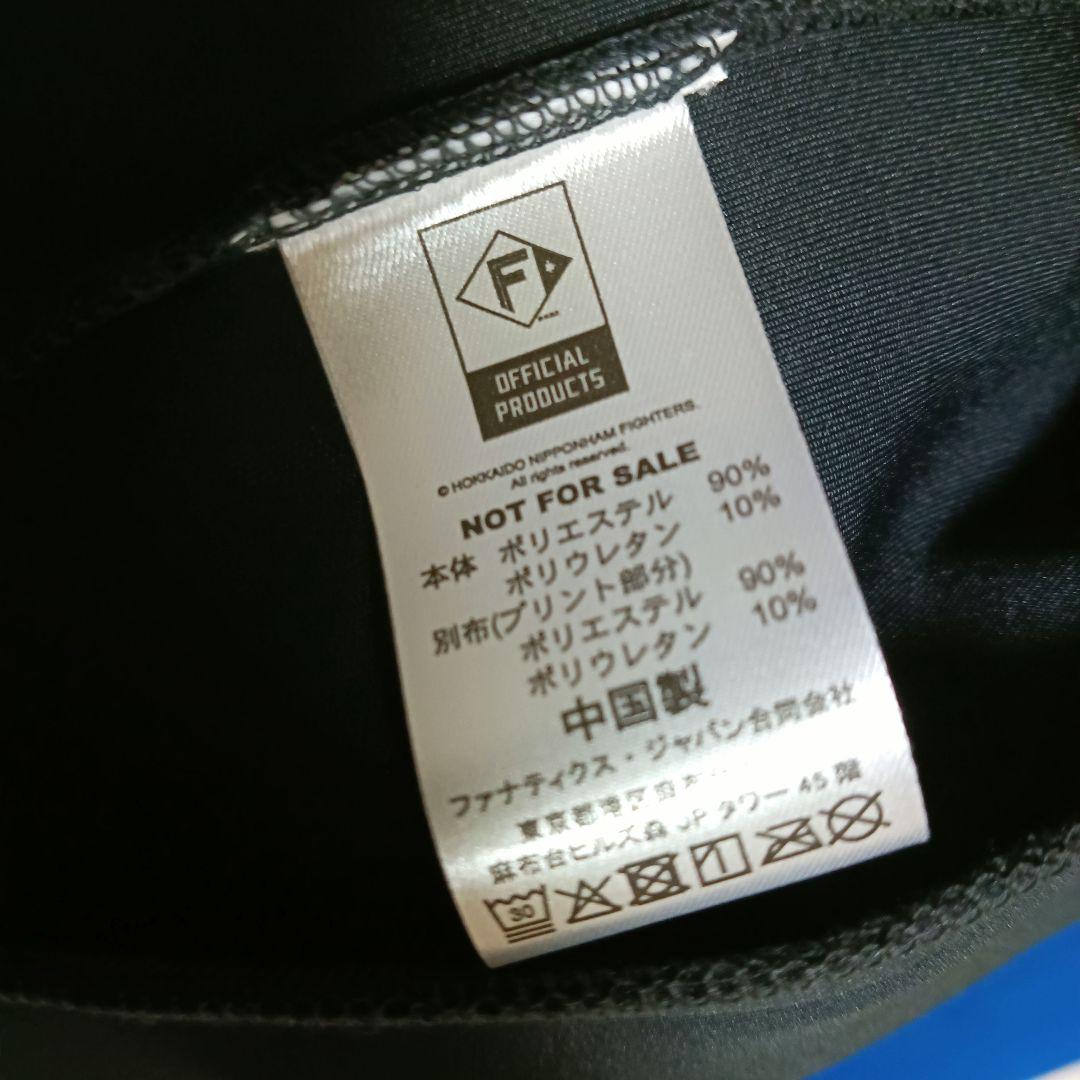 F
OFFICIAL
PRODUCTS
© HOKKAIDO NIPPONHAM FIGHTERS.
All rights reserved.
NOT FOR SALE
本体 ポリエステル 90%
ポリウレタン 10%
別布(プリント部分)
ポリエステル 90%
ポリウレタン 10%
中国製
ファナティクス・ジャパン合同会社
東京都港区麻布
麻布台ヒルズ森 JP タワー 45 階
30